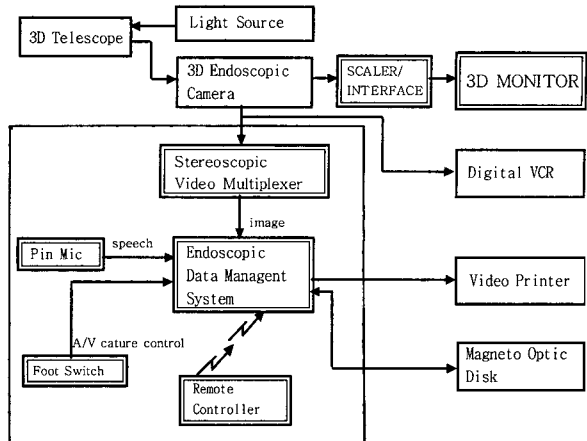 Light Source
3D Telescope
3D Endoscopic
Camera
SCALER/
INTERFACE
3D MONITOR
Stereoscopic
Video Multiplexer
Digital VCR
image
speech
Pin Mic
Endoscopic
Data Managent
System
Video Printer
A/V cature control
Foot Switch
Remote
Controller
Magneto Optic
Disk